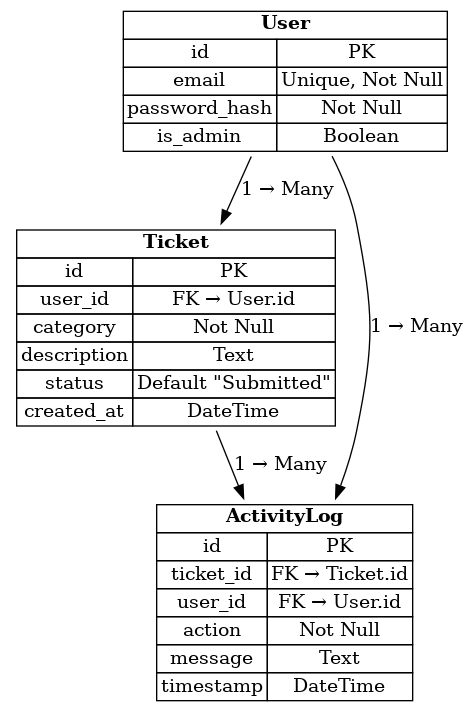 User
id PK
email Unique, Not Null
password_hash Not Null
is_admin Boolean
1 → Many
Ticket
id PK
user_id FK → User.id
category Not Null
description Text
status Default "Submitted"
created_at DateTime
1 → Many
1 → Many
ActivityLog
id PK
ticket_id FK → Ticket.id
user_id FK → User.id
action Not Null
message Text
timestamp DateTime